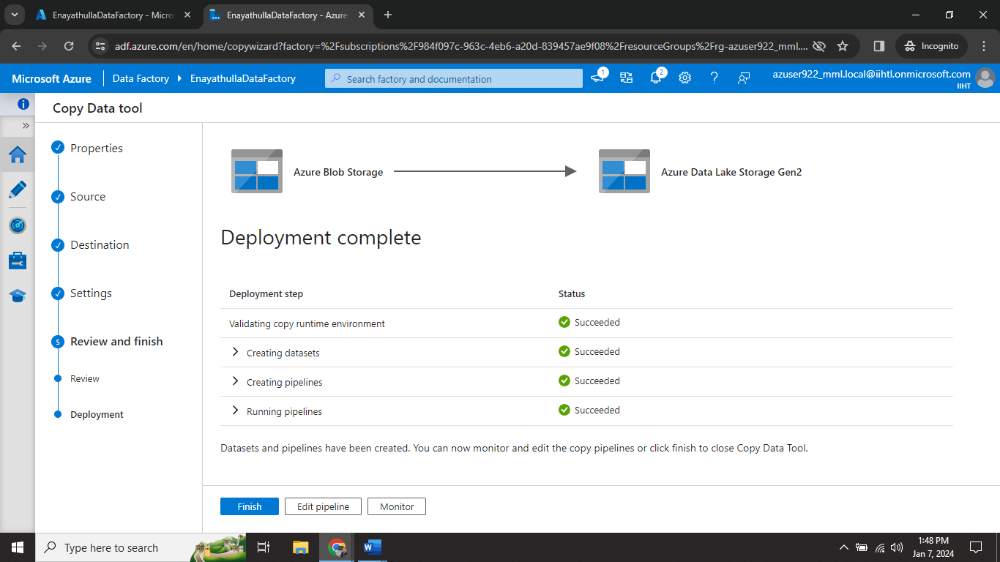 EnayathullaDataFactory - Micro
EnayathullaDataFactory - Azure
adf.azure.com/en/home/copywizard?factory=%2Fsubscriptions%2F984f097c-963c-4eb6-a20d-839457ae9f08%2FresourceGroups%2Frg-azuser922_mml....
Incognito
Microsoft Azure
Data Factory
EnayathullaDataFactory
Search factory and documentation
1
2
azuser922_mml.local@iihtl.onmicrosoft.com
IIHT
Copy Data tool
Properties
Source
Destination
Settings
5
Review and finish
Review
Deployment
Azure Blob Storage
Azure Data Lake Storage Gen2
Deployment complete
Deployment step Status
Validating copy runtime environment Succeeded
Creating datasets Succeeded
Creating pipelines Succeeded
Running pipelines Succeeded
Datasets and pipelines have been created. You can now monitor and edit the copy pipelines or click finish to close Copy Data Tool.
Finish
Edit pipeline
Monitor
Type here to search
1:48 PM
Jan 7, 2024